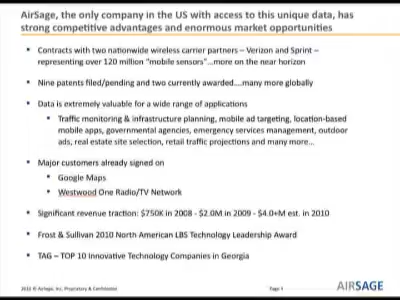 AirSage, the only company in the US with access to this unique data, has
strong competitive advantages and enormous market opportunities
Contracts with two nationwide wireless carrier partners – Verizon and Sprint –
representing over 120 million "mobile sensors"...more on the near horizon
Nine patents filed/pending and two currently awarded....many more globally
Data is extremely valuable for a wide range of applications
Traffic monitoring & infrastructure planning, mobile ad targeting, location-based
mobile apps, governmental agencies, emergency services management, outdoor
ads, real estate site selection, retail traffic projections and many more...
Major customers already signed on
Google Maps
Westwood One Radio/TV Network
Significant revenue traction: $750K in 2008 - $2.0M in 2009 - $4.0+M est. in 2010
Frost & Sullivan 2010 North American LBS Technology Leadership Award
TAG – TOP 10 Innovative Technology Companies in Georgia
2010 © AirSage, Inc. Proprietary & Confidential
Page 4
AIRSAGE